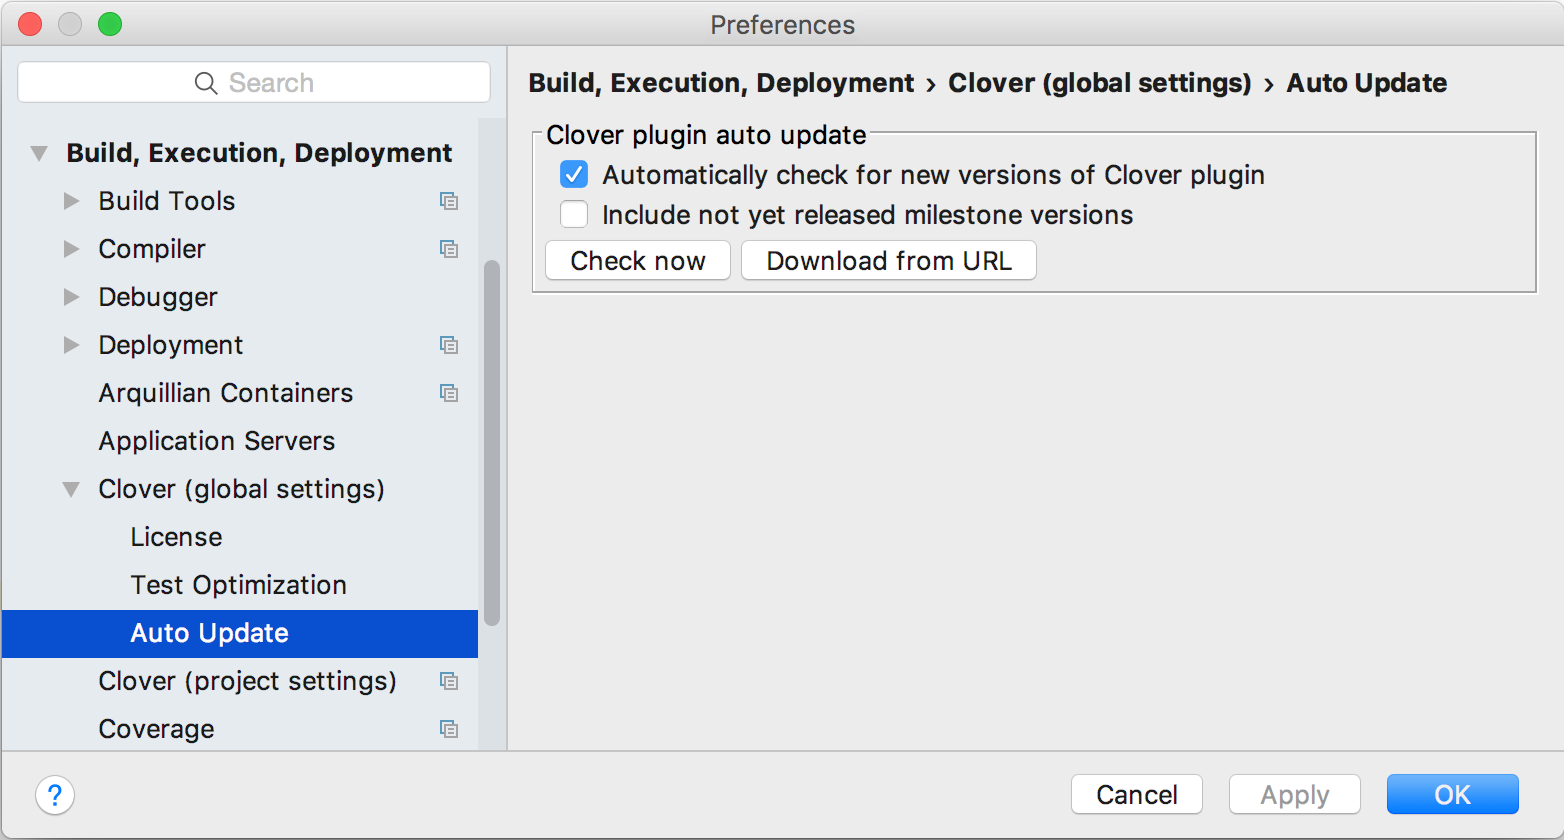 Preferences
Search
Build, Execution, Deployment
Build Tools
Compiler
Debugger
Deployment
Arquillian Containers
Application Servers
Clover (global settings)
License
Test Optimization
Auto Update
Clover (project settings)
Coverage
Build, Execution, Deployment › Clover (global settings) › Auto Update
Clover plugin auto update
Automatically check for new versions of Clover plugin
Include not yet released milestone versions
Check now Download from URL
? Cancel Apply OK